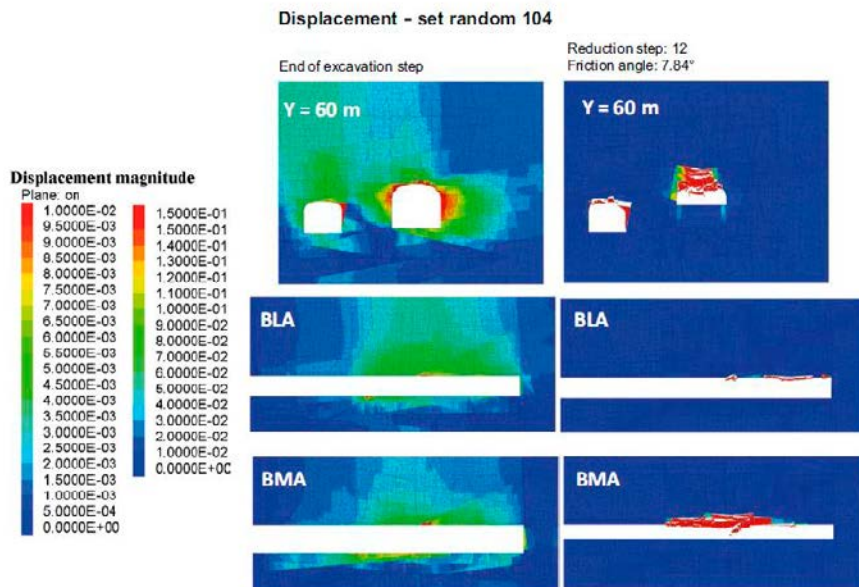 Displacement – set random 104
End of excavation step
Reduction step: 12
Friction angle: 7.84°
Y = 60 m
Y = 60 m
Displacement magnitude
Plane: on
1.0000E-02
9.5000E-03
9.0000E-03
8.5000E-03
8.0000E-03
7.5000E-03
7.0000E-03
6.5000E-03
6.0000E-03
5.5000E-03
5.0000E-03
4.5000E-03
4.0000E-03
3.5000E-03
3.0000E-03
2.5000E-03
2.0000E-03
1.5000E-03
1.0000E-03
5.0000E-04
0.0000E+00
1.5000E-01
1.5000E-01
1.4000E-01
1.3000E-01
1.2000E-01
1.1000E-01
1.0000E-01
9.0000E-02
8.0000E-02
7.0000E-02
6.0000E-02
5.0000E-02
4.0000E-02
3.0000E-02
2.0000E-02
1.0000E-02
0.0000E+00
BLA
BLA
BMA
BMA